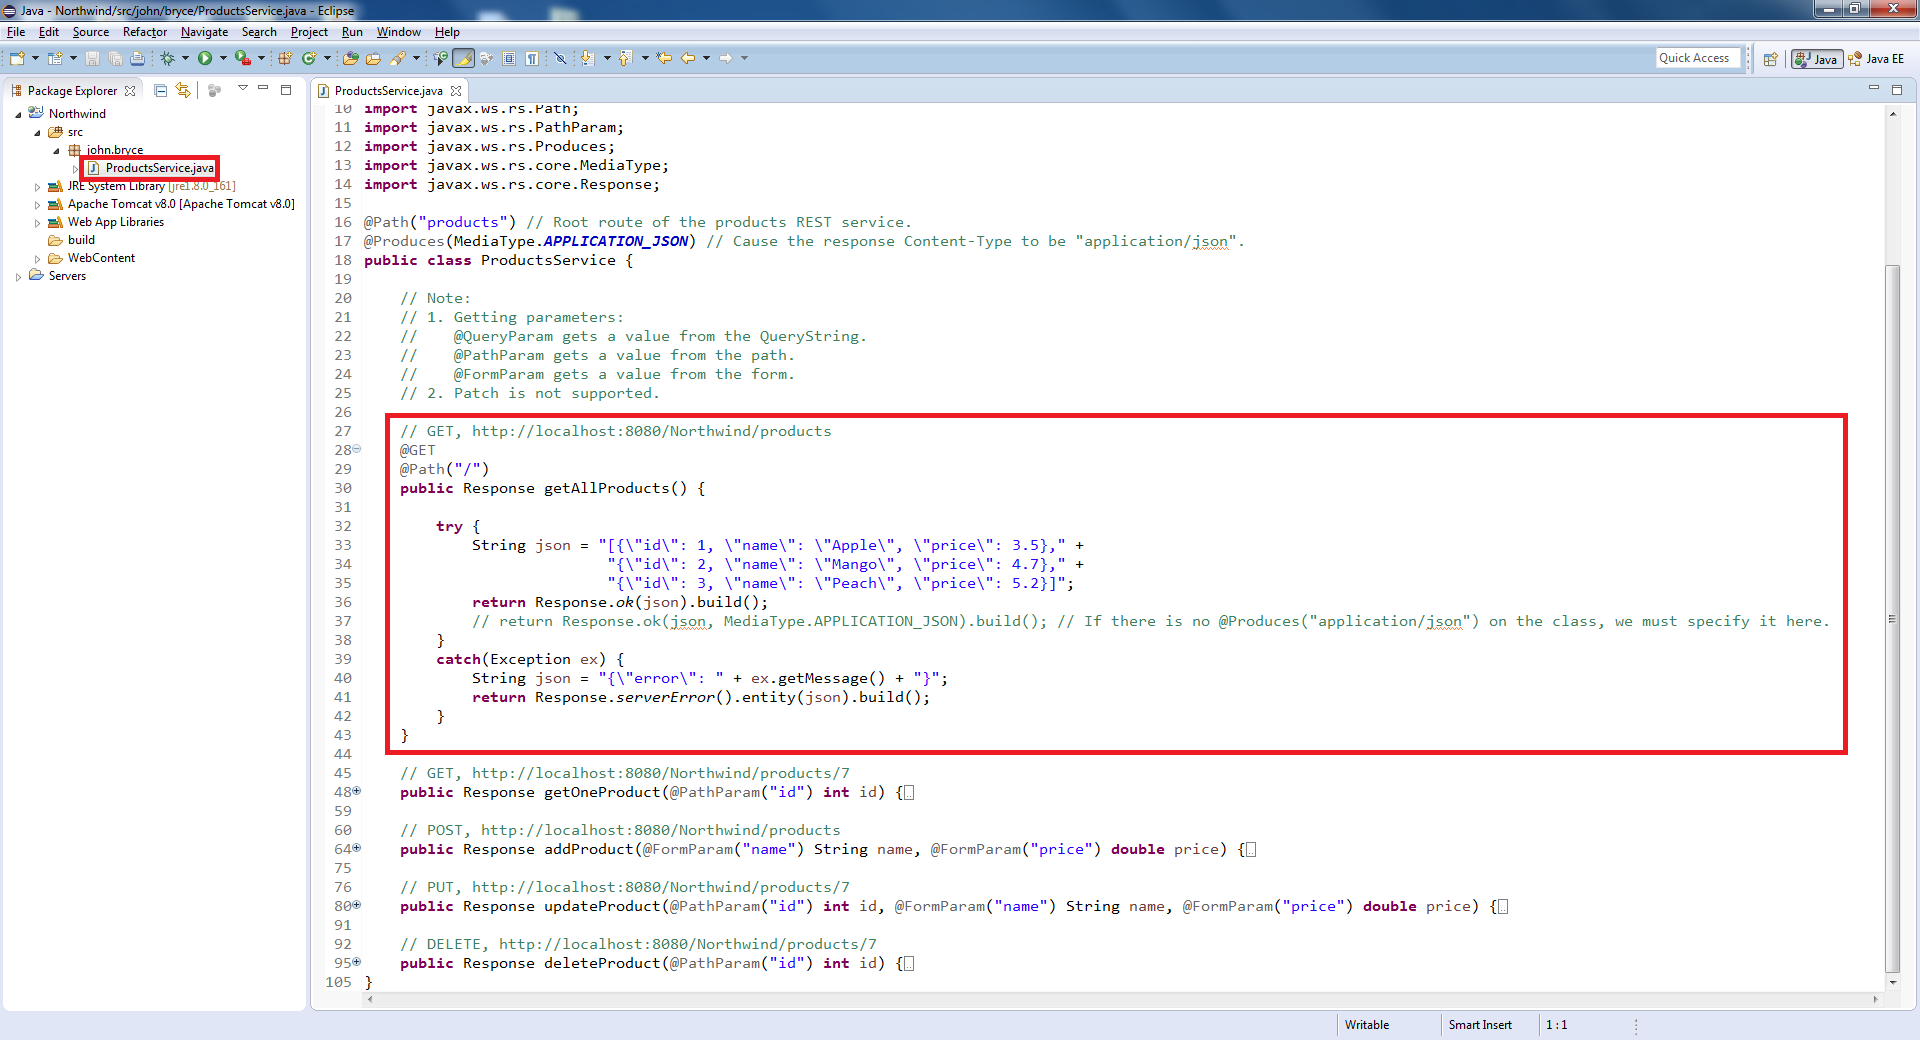 Java - Northwind/src/john/bryce/ProductsService.java - Eclipse
File Edit Source Refactor Navigate Search Project Run Window Help
Quick Access
Java
Java EE
Package Explorer
Northwind
src
john.bryce
ProductsService.java
JRE System Library [jre1.8.0_161]
Apache Tomcat v8.0 [Apache Tomcat v8.0]
Web App Libraries
build
WebContent
Servers
ProductsService.java
10 import javax.ws.rs.Path;
11 import javax.ws.rs.PathParam;
12 import javax.ws.rs.Produces;
13 import javax.ws.rs.core.MediaType;
14 import javax.ws.rs.core.Response;
15
16 @Path("products") // Root route of the products REST service.
17 @Produces(MediaType.APPLICATION_JSON) // Cause the response Content-Type to be "application/json".
18 public class ProductsService {
19
20 // Note:
21 // 1. Getting parameters:
22 // @QueryParam gets a value from the QueryString.
23 // @PathParam gets a value from the path.
24 // @FormParam gets a value from the form.
25 // 2. Patch is not supported.
26
27 // GET, http://localhost:8080/Northwind/products
28 @GET
29 @Path("/")
30 public Response getAllProducts() {
31
32 try {
33 String json = "[{\"id\": 1, \"name\": \"Apple\", \"price\": 3.5}," +
34 "{\"id\": 2, \"name\": \"Mango\", \"price\": 4.7}," +
35 "{\"id\": 3, \"name\": \"Peach\", \"price\": 5.2}]";
36 return Response.ok(json).build();
37 // return Response.ok(json, MediaType.APPLICATION_JSON).build(); // If there is no @Produces("application/json") on the class, we must specify it here.
38 }
39 catch(Exception ex) {
40 String json = "{\"error\": " + ex.getMessage() + "}";
41 return Response.serverError().entity(json).build();
42 }
43 }
44
45 // GET, http://localhost:8080/Northwind/products/7
48 public Response getOneProduct(@PathParam("id") int id) {
59
60 // POST, http://localhost:8080/Northwind/products
64 public Response addProduct(@FormParam("name") String name, @FormParam("price") double price) {
75
76 // PUT, http://localhost:8080/Northwind/products/7
80 public Response updateProduct(@PathParam("id") int id, @FormParam("name") String name, @FormParam("price") double price) {
91
92 // DELETE, http://localhost:8080/Northwind/products/7
95 public Response deleteProduct(@PathParam("id") int id) {
105 }
Writable
Smart Insert
1 : 1